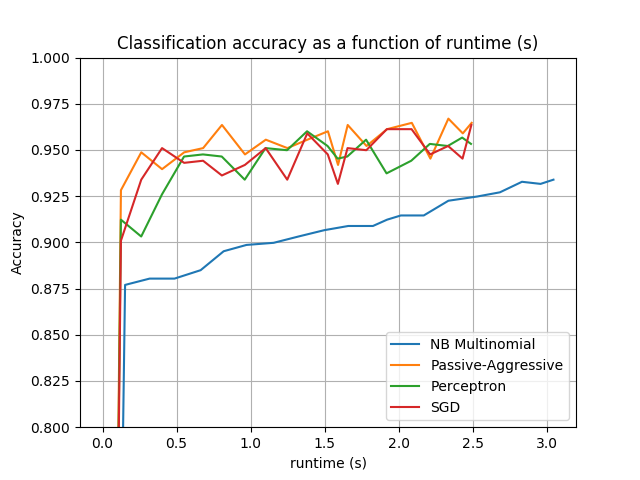 Classification accuracy as a function of runtime (s)
1.000
0.975
0.950
0.925
0.900
0.875
0.850
0.825
0.800
Accuracy
NB Multinomial
Passive-Aggressive
Perceptron
SGD
0.0 0.5 1.0 1.5 2.0 2.5 3.0
runtime (s)